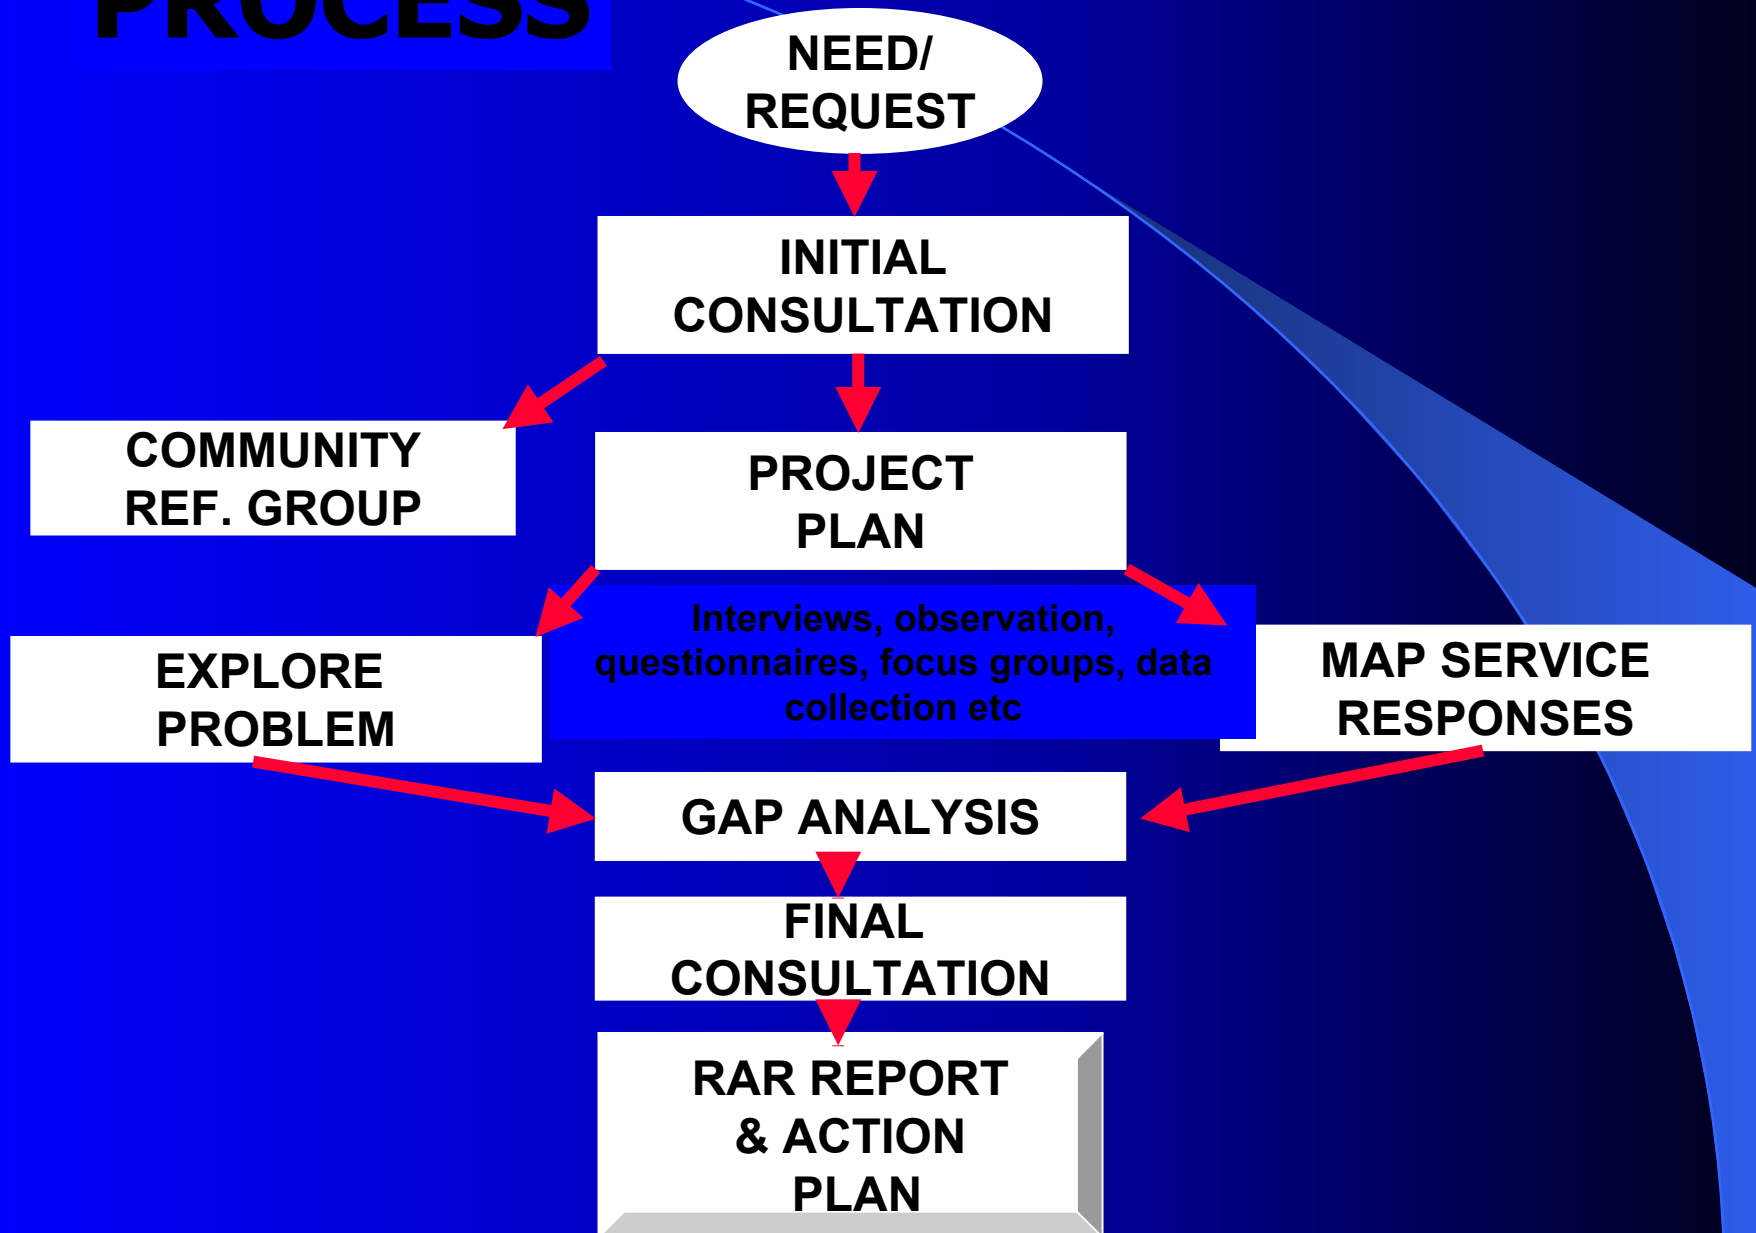 PROCESS
NEED/
REQUEST
INITIAL
CONSULTATION
COMMUNITY
REF. GROUP
PROJECT
PLAN
Interviews, observation,
questionnaires, focus groups, data
collection etc
EXPLORE
PROBLEM
MAP SERVICE
RESPONSES
GAP ANALYSIS
FINAL
CONSULTATION
RAR REPORT
& ACTION
PLAN